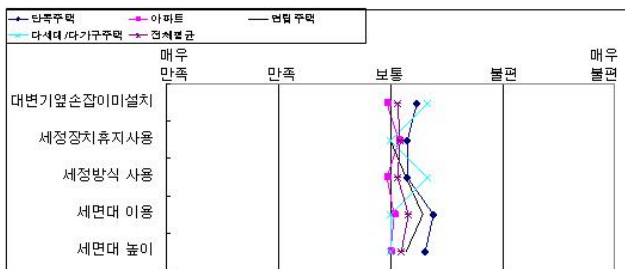 단독주택 아파트 연립주택
다세대/다가구주택 전체평균
매우 만족 만족 보통 불편 매우 불편
대변기옆손잡이미설치
세정장치휴지사용
세정방식 사용
세면대 이용
세면대 높이